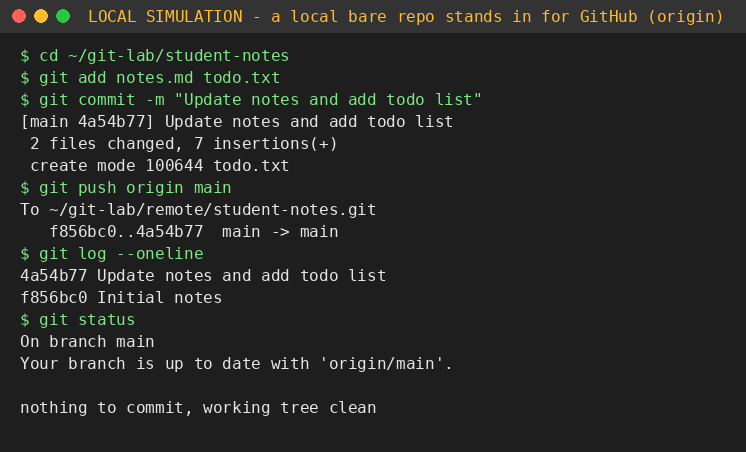 LOCAL SIMULATION - a local bare repo stands in for GitHub (origin)
$ cd ~/git-lab/student-notes
$ git add notes.md todo.txt
$ git commit -m "Update notes and add todo list"
[main 4a54b77] Update notes and add todo list
 2 files changed, 7 insertions(+)
 create mode 100644 todo.txt
$ git push origin main
To ~/git-lab/remote/student-notes.git
   f856bc0..4a54b77  main -> main
$ git log --oneline
4a54b77 Update notes and add todo list
f856bc0 Initial notes
$ git status
On branch main
Your branch is up to date with 'origin/main'.

nothing to commit, working tree clean